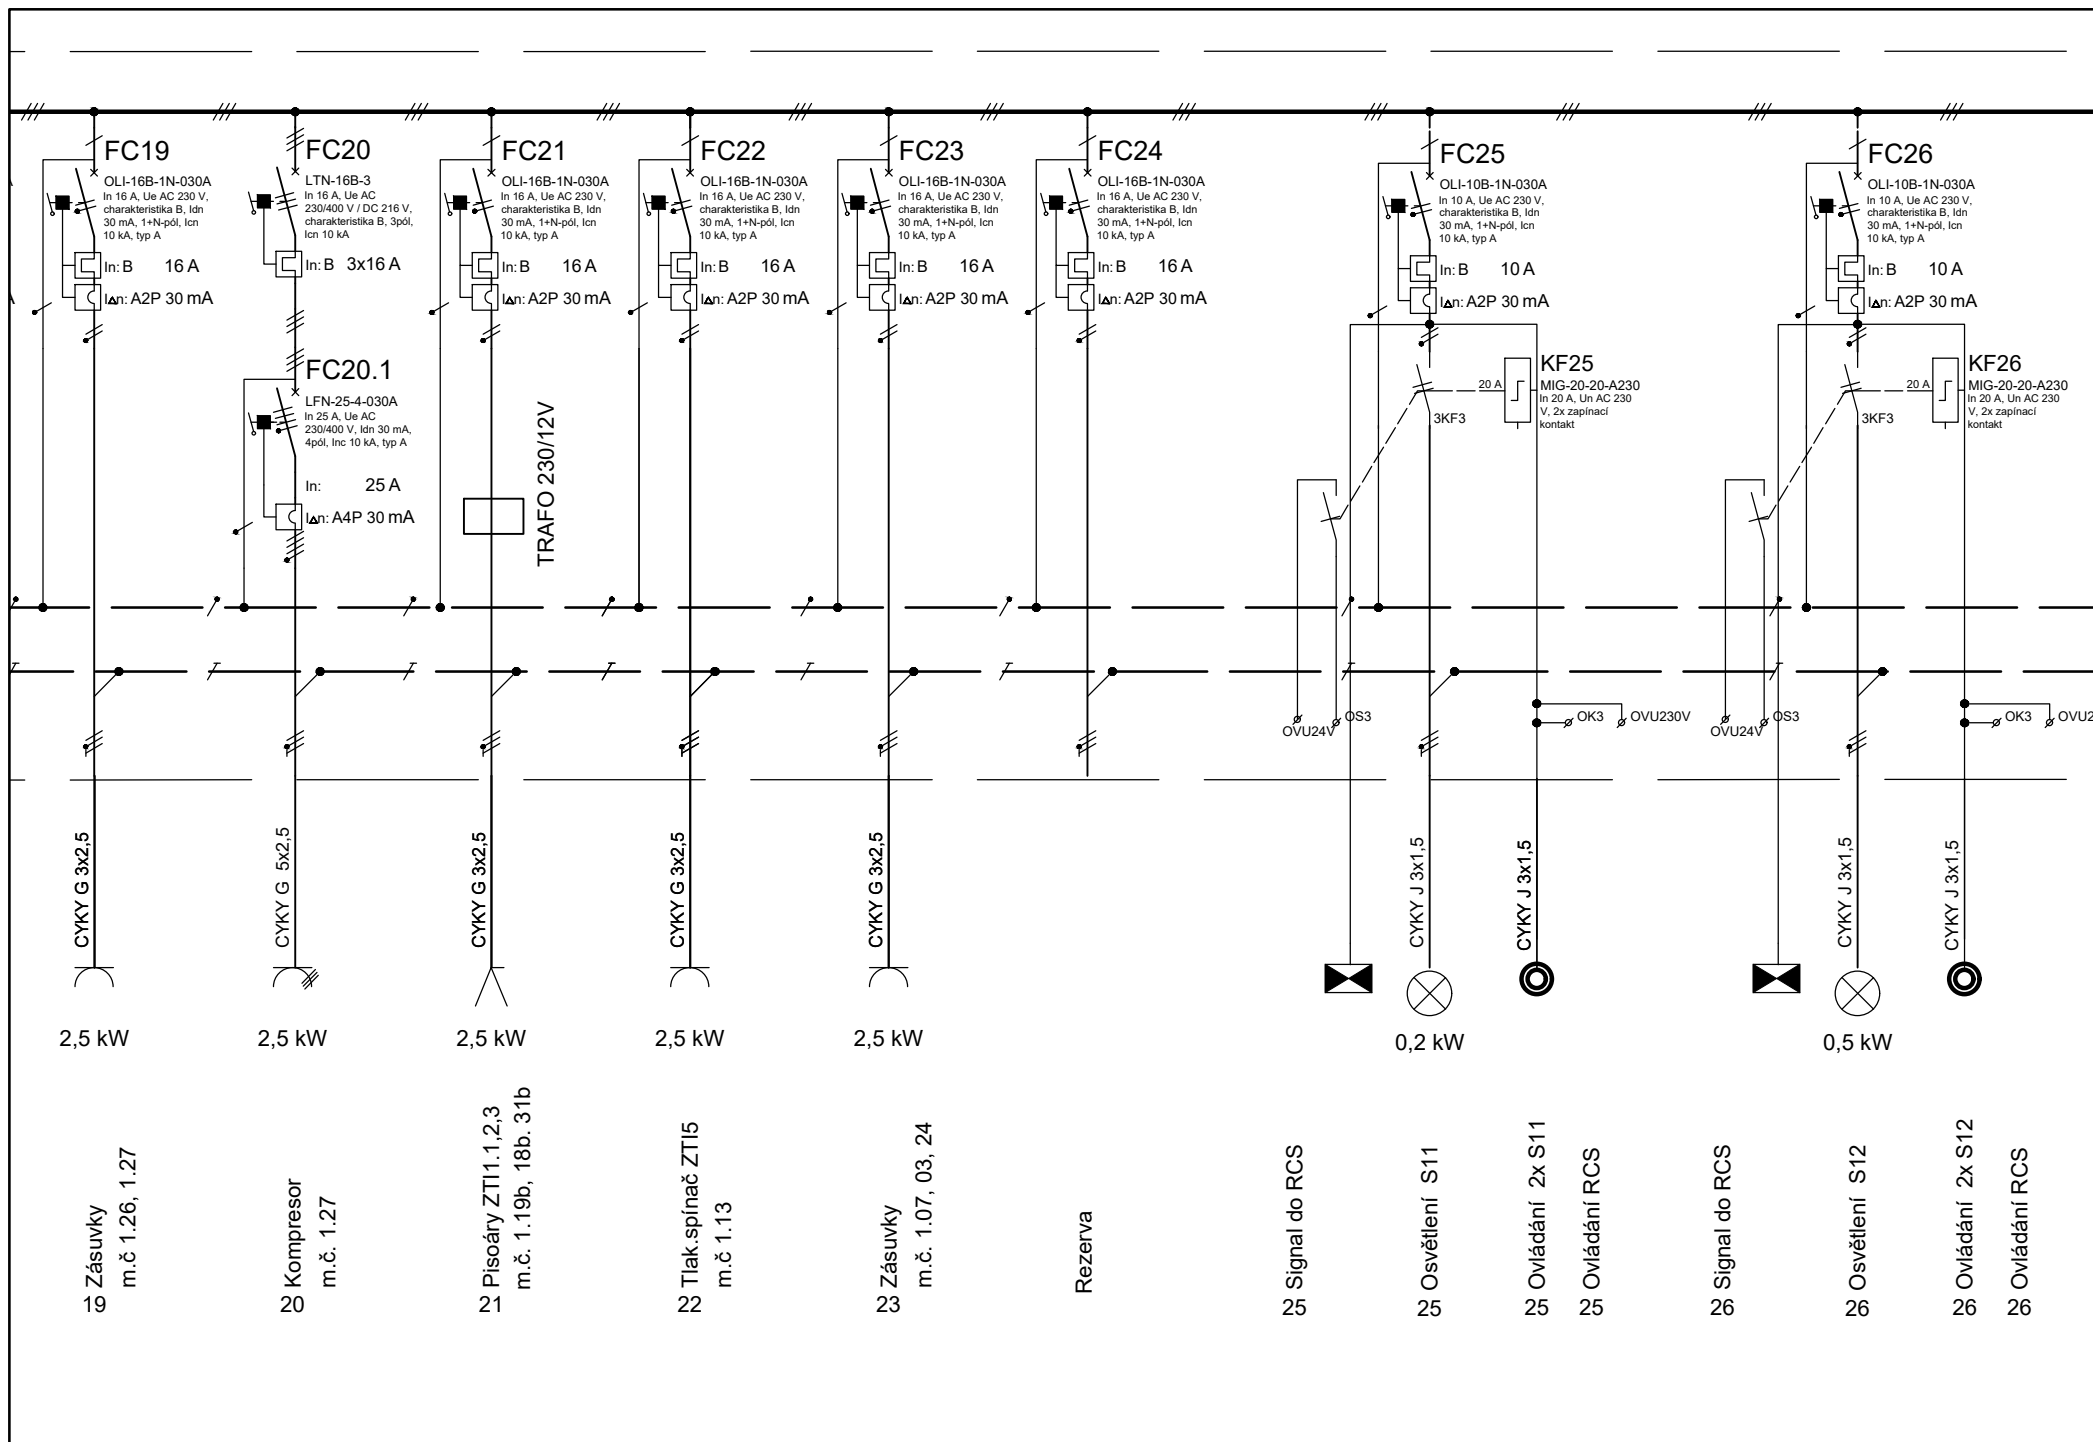 FC19
OLI-16B-1N-030A
In 16 A, Ue AC 230 V,
charakteristika B, Idn
30 mA, 1+N-pól, Icn
10 kA, typ A
In: B 16 A
I∆n: A2P 30 mA
FC20
LTN-16B-3
In 16 A, Ue AC
230/400 V / DC 216 V,
charakteristika B, 3pól,
Icn 10 kA
In: B 3x16 A
FC20.1
LFN-25-4-030A
In 25 A, Ue AC
230/400 V, Idn 30 mA,
4pól, Inc 10 kA, typ A
In: 25 A
I∆n: A4P 30 mA
FC21
OLI-16B-1N-030A
In 16 A, Ue AC 230 V,
charakteristika B, Idn
30 mA, 1+N-pól, Icn
10 kA, typ A
In: B 16 A
I∆n: A2P 30 mA
TRAFO 230/12V
FC22
OLI-16B-1N-030A
In 16 A, Ue AC 230 V,
charakteristika B, Idn
30 mA, 1+N-pól, Icn
10 kA, typ A
In: B 16 A
I∆n: A2P 30 mA
FC23
OLI-16B-1N-030A
In 16 A, Ue AC 230 V,
charakteristika B, Idn
30 mA, 1+N-pól, Icn
10 kA, typ A
In: B 16 A
I∆n: A2P 30 mA
FC24
OLI-16B-1N-030A
In 16 A, Ue AC 230 V,
charakteristika B, Idn
30 mA, 1+N-pól, Icn
10 kA, typ A
In: B 16 A
I∆n: A2P 30 mA
FC25
OLI-10B-1N-030A
In 10 A, Ue AC 230 V,
charakteristika B, Idn
30 mA, 1+N-pól, Icn
10 kA, typ A
In: B 10 A
I∆n: A2P 30 mA
3KF3
20 A
KF25
MIG-20-20-A230
In 20 A, Un AC 230
V, 2x zapínací
kontakt
FC26
OLI-10B-1N-030A
In 10 A, Ue AC 230 V,
charakteristika B, Idn
30 mA, 1+N-pól, Icn
10 kA, typ A
In: B 10 A
I∆n: A2P 30 mA
3KF3
20 A
KF26
MIG-20-20-A230
In 20 A, Un AC 230
V, 2x zapínací
kontakt
OVU24V
OS3
OK3
OVU230V
OVU24V
OS3
OK3
OVU2
CYKY G 3x2,5
CYKY G 5x2,5
CYKY G 3x2,5
CYKY G 3x2,5
CYKY G 3x2,5
CYKY J 3x1,5
CYKY J 3x1,5
CYKY J 3x1,5
CYKY J 3x1,5
2,5 kW
2,5 kW
2,5 kW
2,5 kW
2,5 kW
0,2 kW
0,5 kW
19 Zásuvky
m.č 1.26, 1.27
20 Kompresor
m.č. 1.27
21 Pisoáry ZTI1.1,2,3
m.č. 1.19b, 18b. 31b
22 Tlak.spínač ZTI5
m.č 1.13
23 Zásuvky
m.č. 1.07, 03, 24
Rezerva
25 Signal do RCS
25 Osvětlení S11
25 Ovládání 2x S11
25 Ovládání RCS
26 Signal do RCS
26 Osvětlení S12
26 Ovládání 2x S12
26 Ovládání RCS